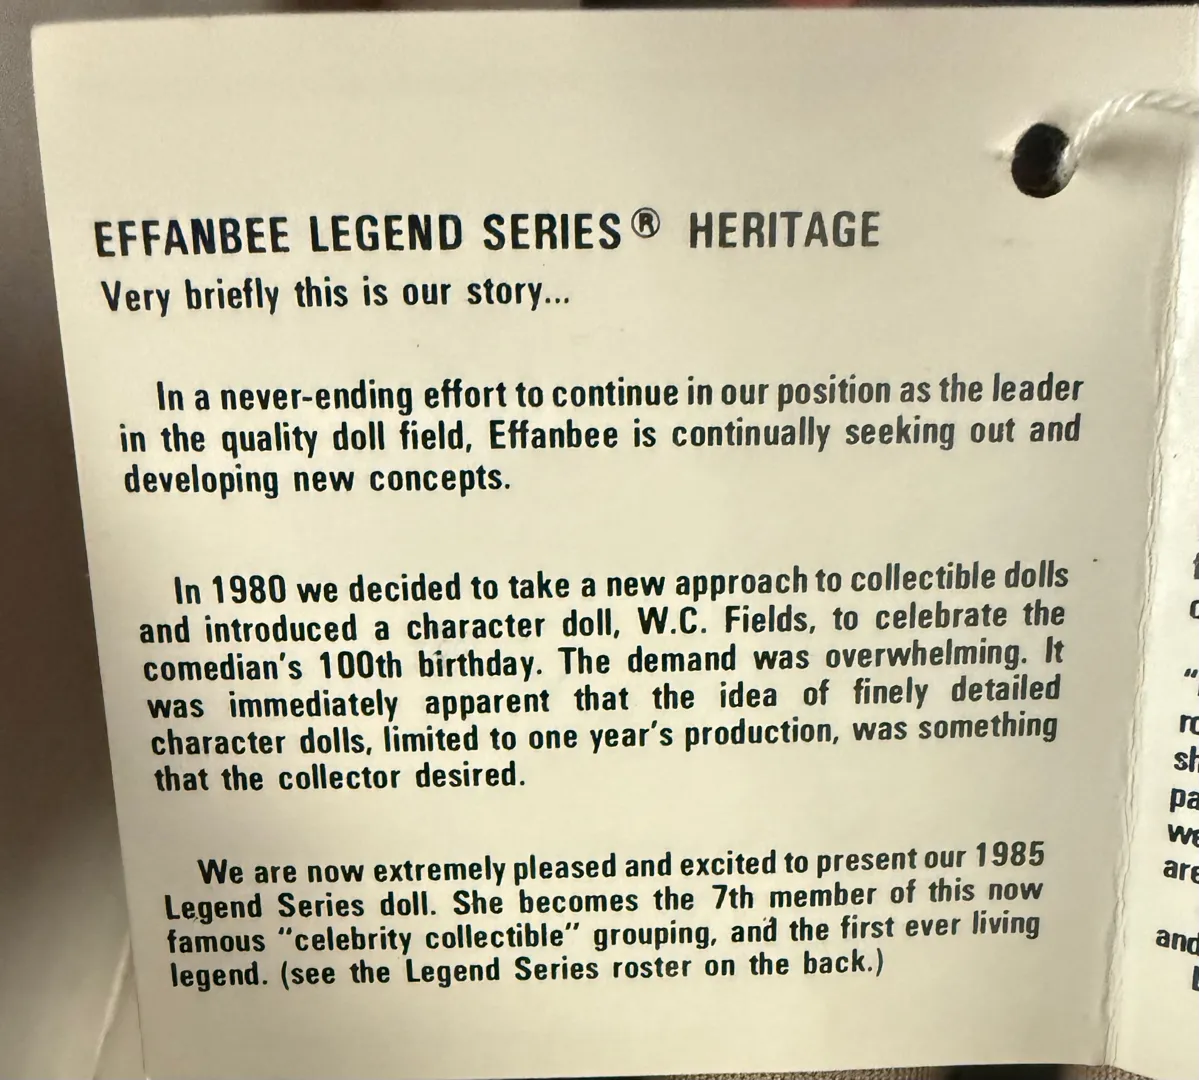 EFFANBEE LEGEND SERIES® HERITAGE
Very briefly this is our story...
In a never-ending effort to continue in our position as the leader
in the quality doll field, Effanbee is continually seeking out and
developing new concepts.
In 1980 we decided to take a new approach to collectible dolls
and introduced a character doll, W.C. Fields, to celebrate the
comedian's 100th birthday. The demand was overwhelming. It
was immediately apparent that the idea of finely detailed
character dolls, limited to one year's production, was something
that the collector desired.
We are now extremely pleased and excited to present our 1985
Legend Series doll. She becomes the 7th member of this now
famous "celebrity collectible" grouping, and the first ever living
legend. (see the Legend Series roster on the back.)
and